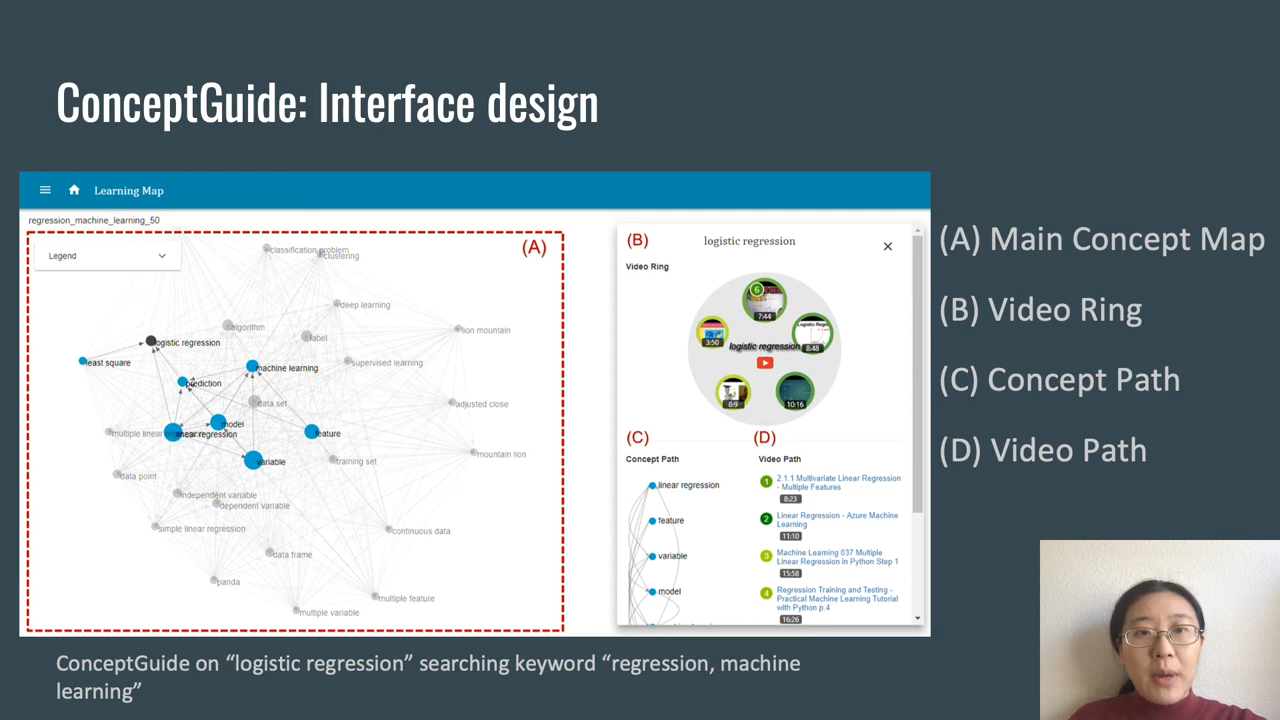 ConceptGuide: Interface design
Learning Map
regression_machine_learning_50
Legend
(A)
classification problem
clustering
deep learning
algorithm
label
lion mountain
logistic regression
least square
supervised learning
machine learning
prediction
data set
adjusted close
model
multiple linear
linear regression
feature
variable
training set
mountain lion
data point
independent variable
dependent variable
simple linear regression
continuous data
data frame
panda
multiple feature
multiple variable
(B)
logistic regression
Video Ring
6
7:44
3:50
Logistic Regr
8:48
logistic regression
8:9
10:16
(C)
(D)
Concept Path
Video Path
linear regression
feature
variable
model
1
2.1.1 Multivariate Linear Regression
- Multiple Features
8:23
2
Linear Regression - Azure Machine
Learning
11:10
3
Machine Learning 037 Multiple
Linear Regression in Python Step 1
15:58
4
Regression Training and Testing -
Practical Machine Learning Tutorial
with Python p.4
16:26
(A) Main Concept Map
(B) Video Ring
(C) Concept Path
(D) Video Path
ConceptGuide on “logistic regression” searching keyword “regression, machine
learning”